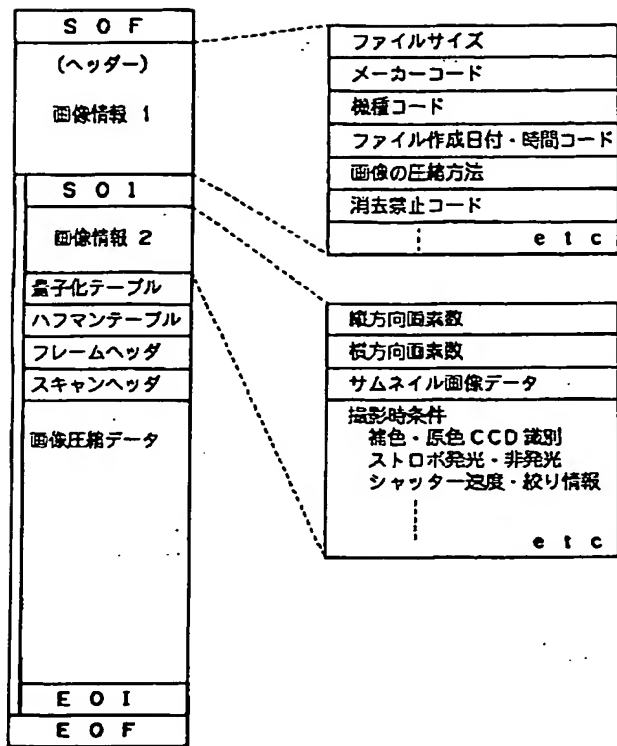 S O F
(ヘッダー)
画像情報 1
S O I
画像情報 2
量子化テーブル
ハフマンテーブル
フレームヘッダ
スキャンヘッダ
画像圧縮データ
E O I
E O F
ファイルサイズ
メーカーコード
機種コード
ファイル作成日付・時間コード
画像の圧縮方法
消去禁止コード
e t c
縦方向画素数
横方向画素数
サムネイル画像データ
撮影時条件
補色・原色CCD識別
ストロボ発光・非発光
シャッター速度・絞り情報
e t c